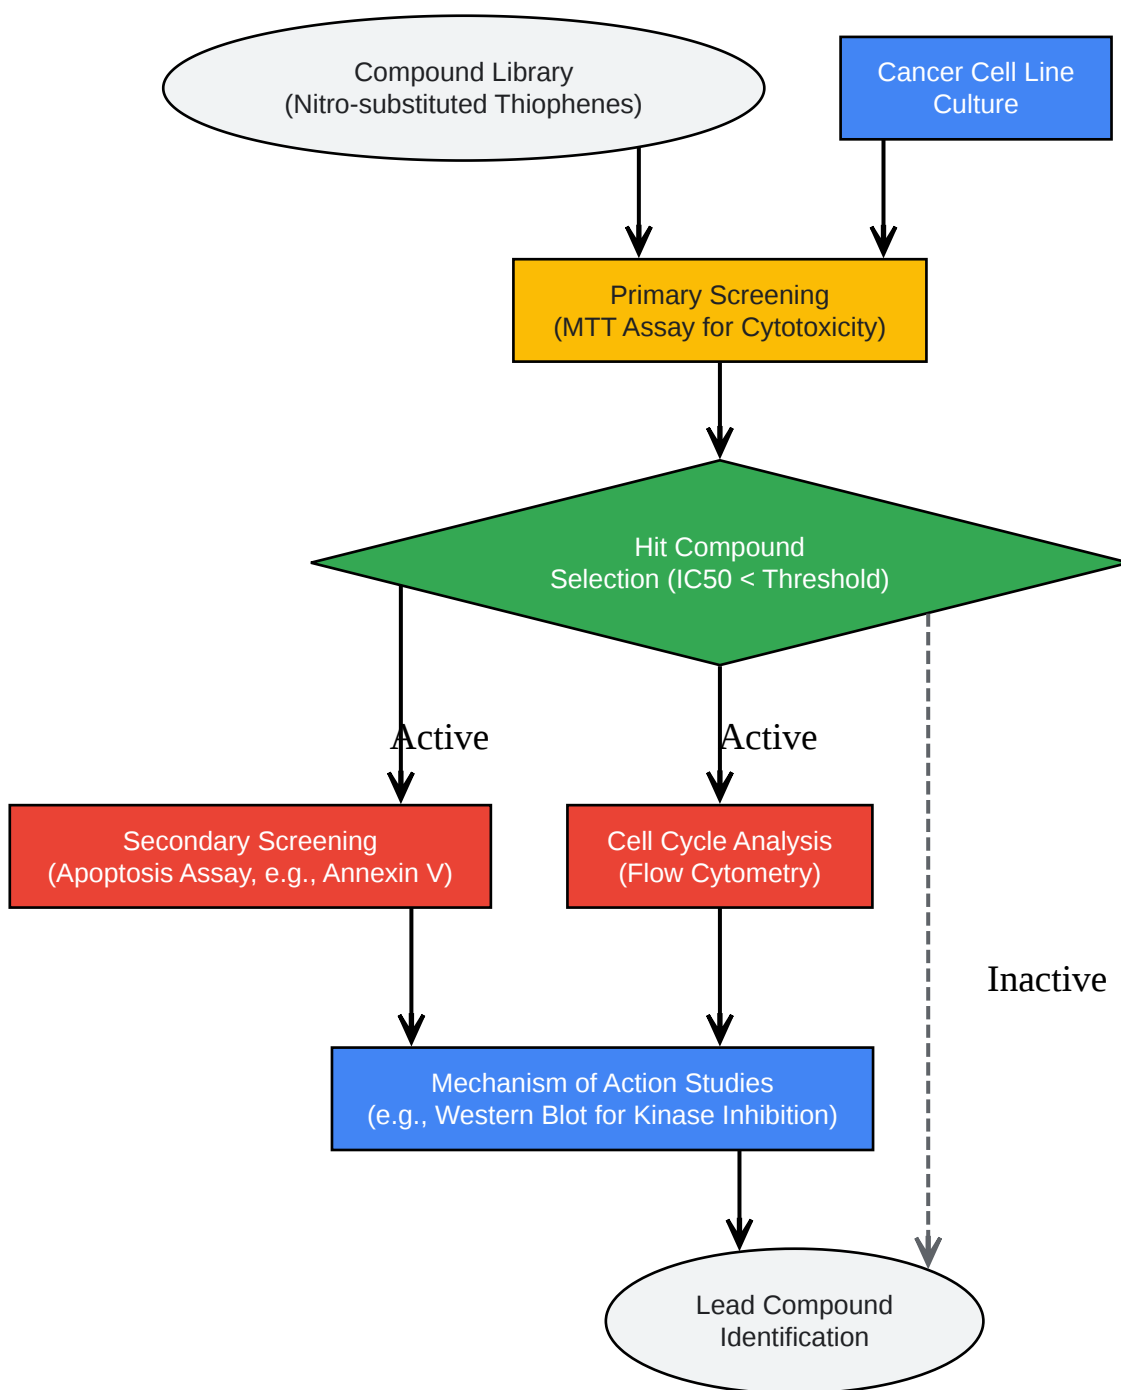 Compound Library
(Nitro-substituted Thiophenes)
Cancer Cell Line
Culture
Primary Screening
(MTT Assay for Cytotoxicity)
Hit Compound
Selection (IC50 < Threshold)
Active
Active
Secondary Screening
(Apoptosis Assay, e.g., Annexin V)
Cell Cycle Analysis
(Flow Cytometry)
Inactive
Mechanism of Action Studies
(e.g., Western Blot for Kinase Inhibition)
Lead Compound
Identification